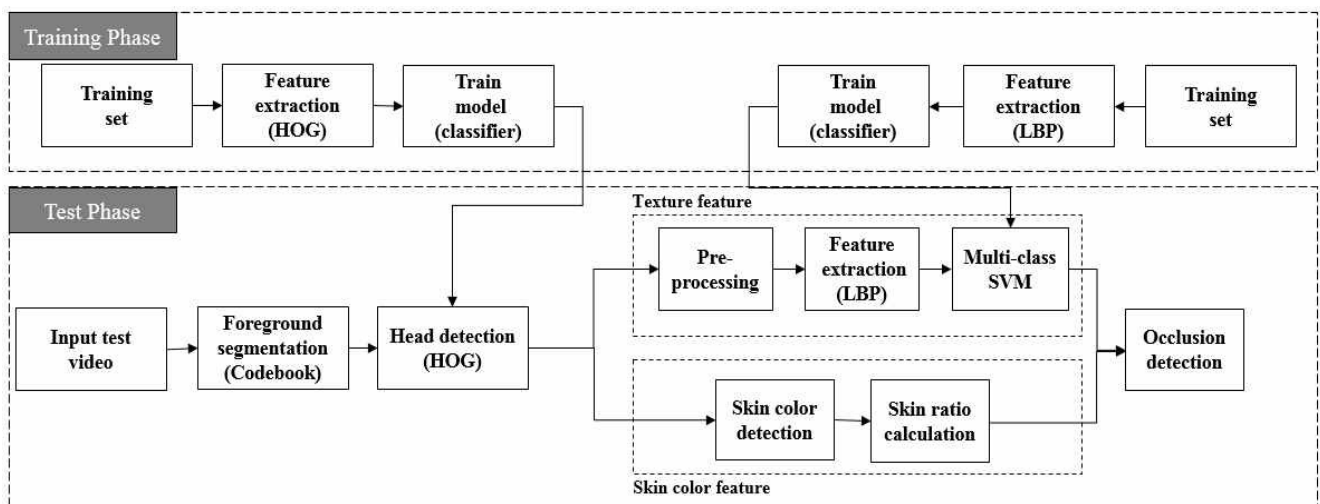 Training Phase
Training
set
Feature
extraction
(HOG)
Train
model
(classifier)
Train
model
(classifier)
Feature
extraction
(LBP)
Training
set
Test Phase
Texture feature
Pre-
processing
Feature
extraction
(LBP)
Multi-class
SVM
Input test
video
Foreground
segmentation
(Codebook)
Head detection
(HOG)
Occlusion
detection
Skin color
detection
Skin ratio
calculation
Skin color feature